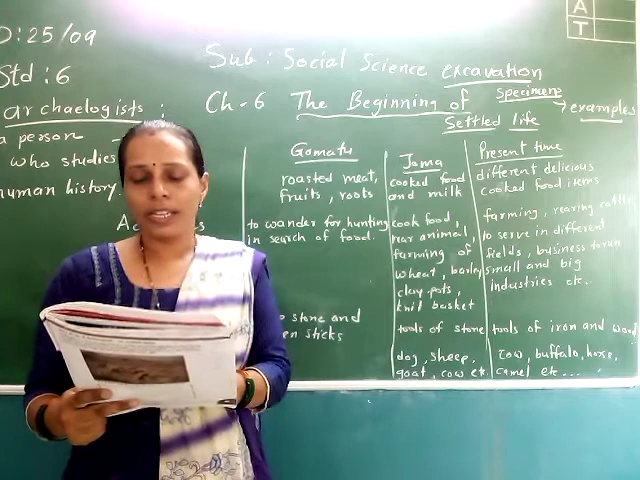 D: 25/09
Std : 6
Sub : Social Science
excavation
Ch - 6 The Beginning of
Settled life
Specimens
→ examples
A
T
archaelogists :
a person
who studies
human history.
Gomatu
roasted meat,
fruits, roots
to wander for hunting
in search of food.
stone and
sticks
Joma
cooked food
and milk
cook food,
rear animal,
farming of
wheat, barley
clay pots,
knit basket
tools of stone
dog, sheep,
goat, cow etc.
Present time
different delicious
cooked food items
farming, rearing cattle
to serve in different
fields, business
small and big
industries etc..
tools of iron and wood
cow, buffalo, horse,
camel etc...